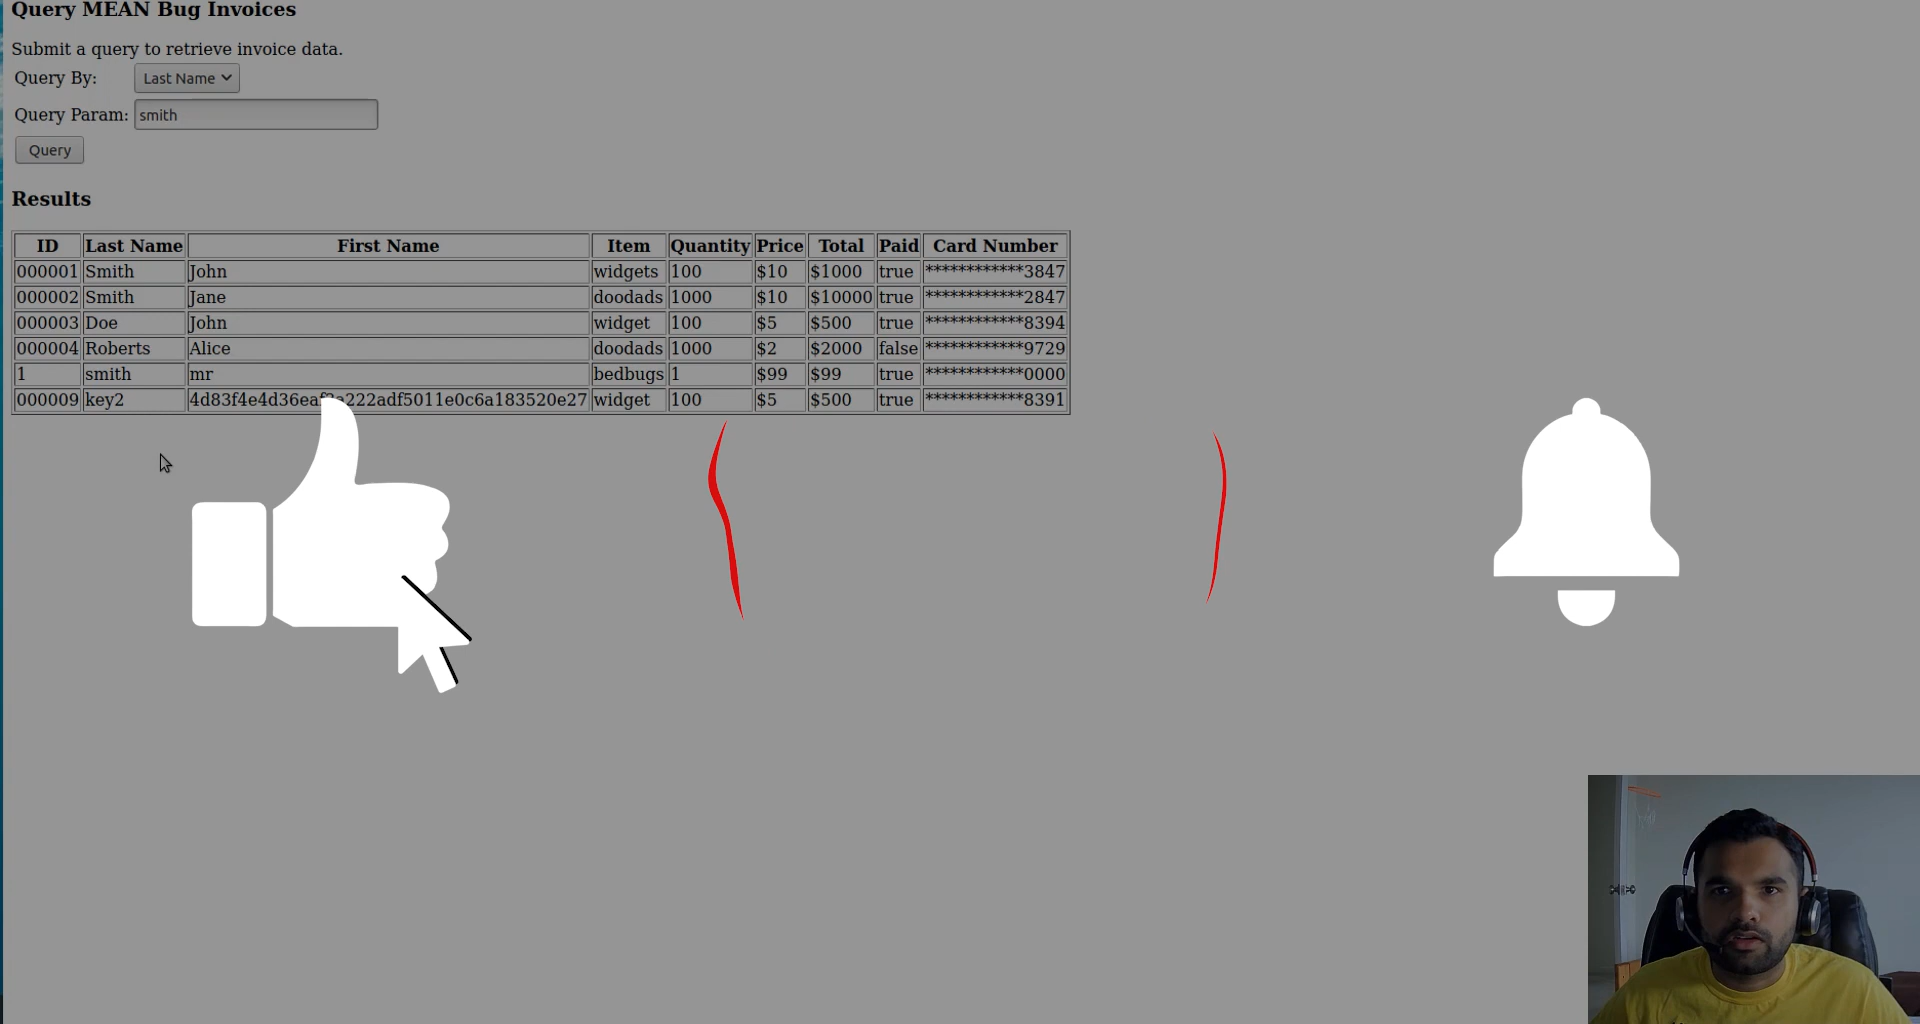 Query MEAN Bug Invoices
Submit a query to retrieve invoice data.
Query By: Last Name
Query Param: smith
Query
Results
ID Last Name First Name Item Quantity Price Total Paid Card Number
000001 Smith John widgets 100 $10 $1000 true ************3847
000002 Smith Jane doodads 1000 $10 $10000 true ************2847
000003 Doe John widget 100 $5 $500 true ************8394
000004 Roberts Alice doodads 1000 $2 $2000 false ************9729
1 smith mr bedbugs 1 $99 $99 true ************0000
000009 key2 widget 100 $5 $500 true ************8391